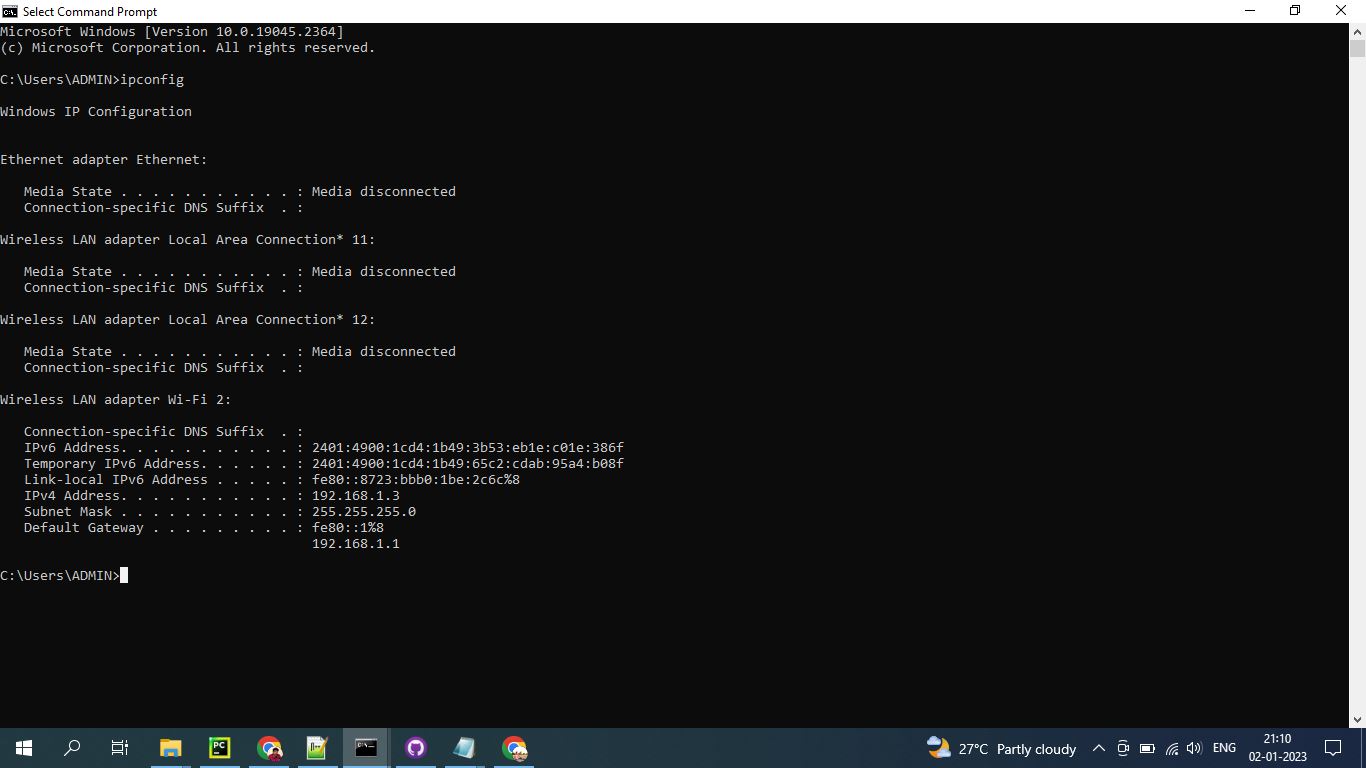 Select Command Prompt
Microsoft Windows [Version 10.0.19045.2364]
(c) Microsoft Corporation. All rights reserved.
C:\Users\ADMIN>ipconfig
Windows IP Configuration
Ethernet adapter Ethernet:
   Media State . . . . . . . . . . . : Media disconnected
   Connection-specific DNS Suffix  . :
Wireless LAN adapter Local Area Connection* 11:
   Media State . . . . . . . . . . . : Media disconnected
   Connection-specific DNS Suffix  . :
Wireless LAN adapter Local Area Connection* 12:
   Media State . . . . . . . . . . . : Media disconnected
   Connection-specific DNS Suffix  . :
Wireless LAN adapter Wi-Fi 2:
   Connection-specific DNS Suffix  . :
   IPv6 Address. . . . . . . . . . . : 2401:4900:1cd4:1b49:3b53:eb1e:c01e:386f
   Temporary IPv6 Address. . . . . . : 2401:4900:1cd4:1b49:65c2:cdab:95a4:b08f
   Link-local IPv6 Address . . . . . : fe80::8723:bbb0:1be:2c6c%8
   IPv4 Address. . . . . . . . . . . : 192.168.1.3
   Subnet Mask . . . . . . . . . . . : 255.255.255.0
   Default Gateway . . . . . . . . . : fe80::1%8
                                       192.168.1.1
C:\Users\ADMIN>
PC
27°C Partly cloudy
ENG
21:10
02-01-2023